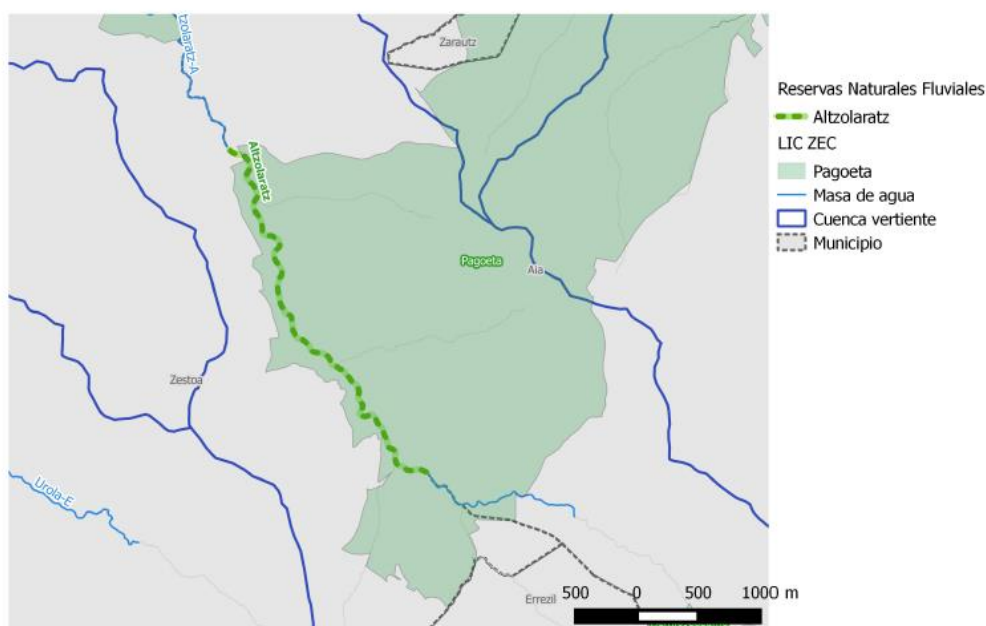 tzolaratz-A
Zarautz
Altzolaratz
Pagoeta
Aia
Zestoa
Urola-E
Errezil
500 0 500 1000 m
Reservas Naturales Fluviales
Altzolaratz
LIC ZEC
Pagoeta
Masa de agua
Cuenca vertiente
Municipio